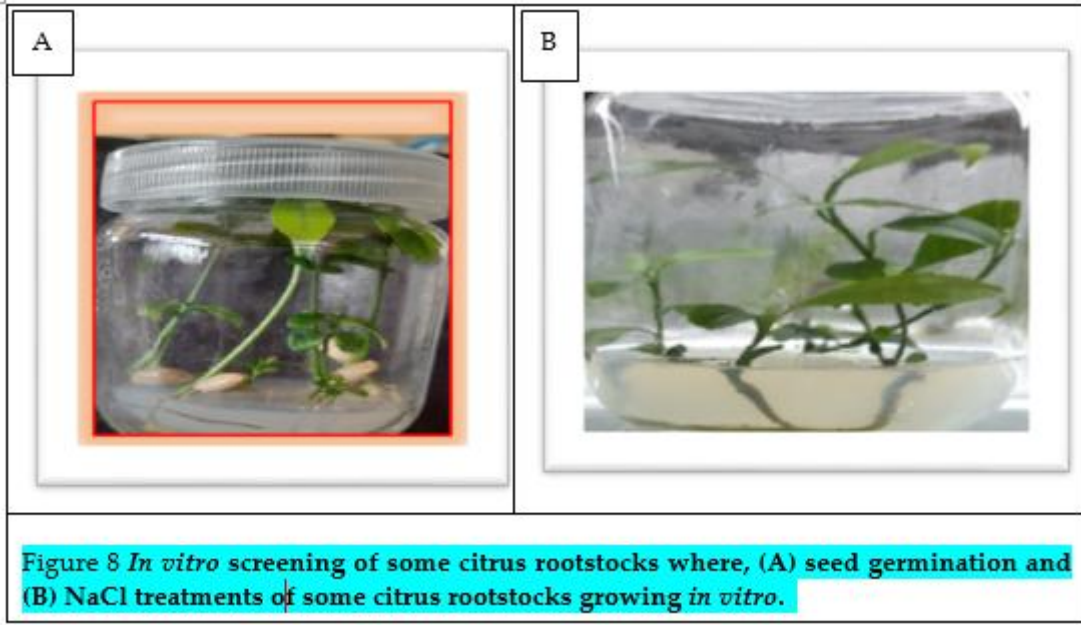 A
B
Figure 8 In vitro screening of some citrus rootstocks where, (A) seed germination and
(B) NaCl treatments of some citrus rootstocks growing in vitro.